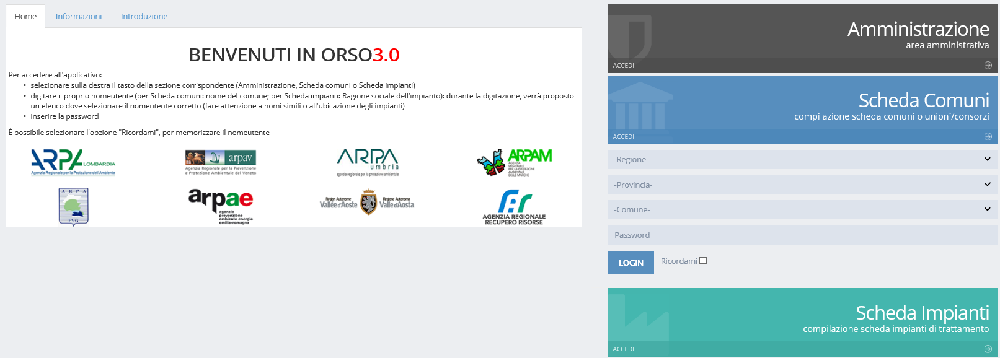 Home
Informazioni
Introduzione
BENVENUTI IN ORSO3.0
Per accedere all'applicativo:
• selezionare sulla destra il tasto della sezione corrispondente (Amministrazione, Scheda comuni o Scheda impianti)
• digitare il proprio nomeutente (per Scheda comuni: nome del comune; per Scheda impianti: Ragione sociale dell'impianto): durante la digitazione, verrà proposto
un elenco dove selezionare il nomeutente corretto (fare attenzione a nomi simili o all'ubicazione degli impianti)
• inserire la password
È possibile selezionare l'opzione "Ricordami", per memorizzare il nomeutente
ARPA LOMBARDIA
Agenzia Regionale per la Protezione dell'Ambiente
arpav
Agenzia Regionale per la Prevenzione
e Protezione Ambientale del Veneto
ARPA
umbria
agenzia regionale per la protezione ambientale
ARPAM
AGENZIA
REGIONALE
PER LA PROTEZIONE
AMBIENTALE
DELLE MARCHE
ARPA
FVG
arpae
agenzia
prevenzione
ambiente energia
emilia-romagna
Région Autonome
Vallée d'Aoste
Regione Autonoma
Valle d'Aosta
AGENZIA REGIONALE
RECUPERO RISORSE
Amministrazione
area amministrativa
ACCEDI
Scheda Comuni
compilazione scheda comuni o unioni/consorzi
ACCEDI
-Regione-
-Provincia-
-Comune-
Password
LOGIN
Ricordami
Scheda Impianti
compilazione scheda impianti di trattamento
ACCEDI